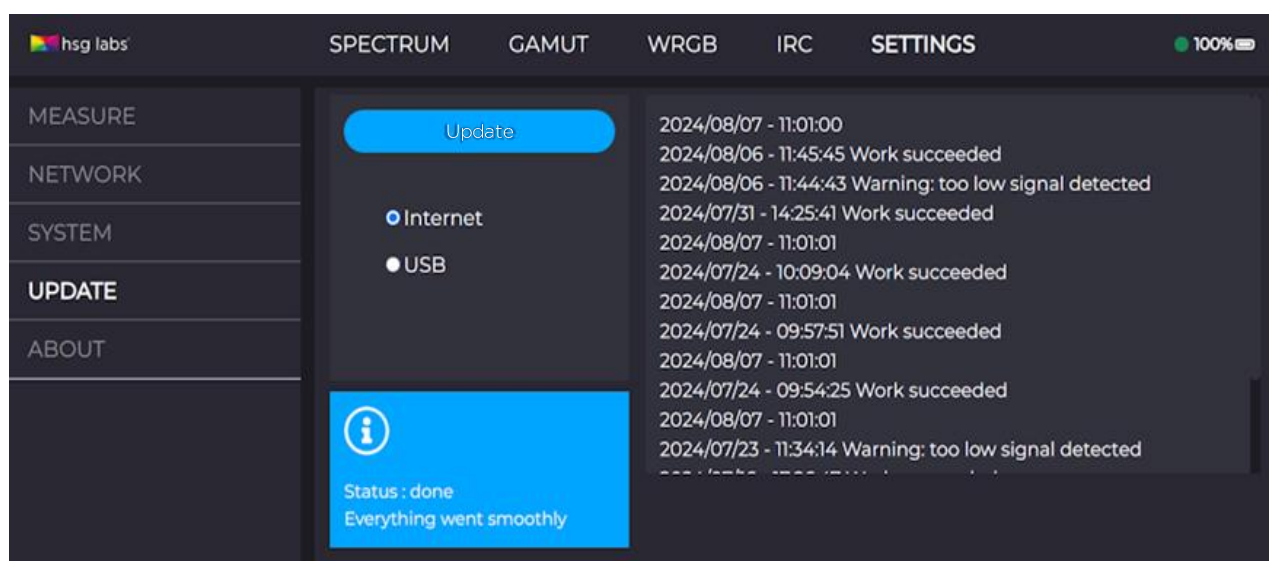 hsg labs
SPECTRUM GAMUT WRGB IRC SETTINGS 100%
MEASURE
NETWORK
SYSTEM
UPDATE
ABOUT
Update
Internet
USB
Status : done
Everything went smoothly
2024/08/07 - 11:01:00
2024/08/06 - 11:45:45 Work succeeded
2024/08/06 - 11:44:43 Warning: too low signal detected
2024/07/31 - 14:25:41 Work succeeded
2024/08/07 - 11:01:01
2024/07/24 - 10:09:04 Work succeeded
2024/08/07 - 11:01:01
2024/07/24 - 09:57:51 Work succeeded
2024/08/07 - 11:01:01
2024/07/24 - 09:54:25 Work succeeded
2024/08/07 - 11:01:01
2024/07/23 - 11:34:14 Warning: too low signal detected